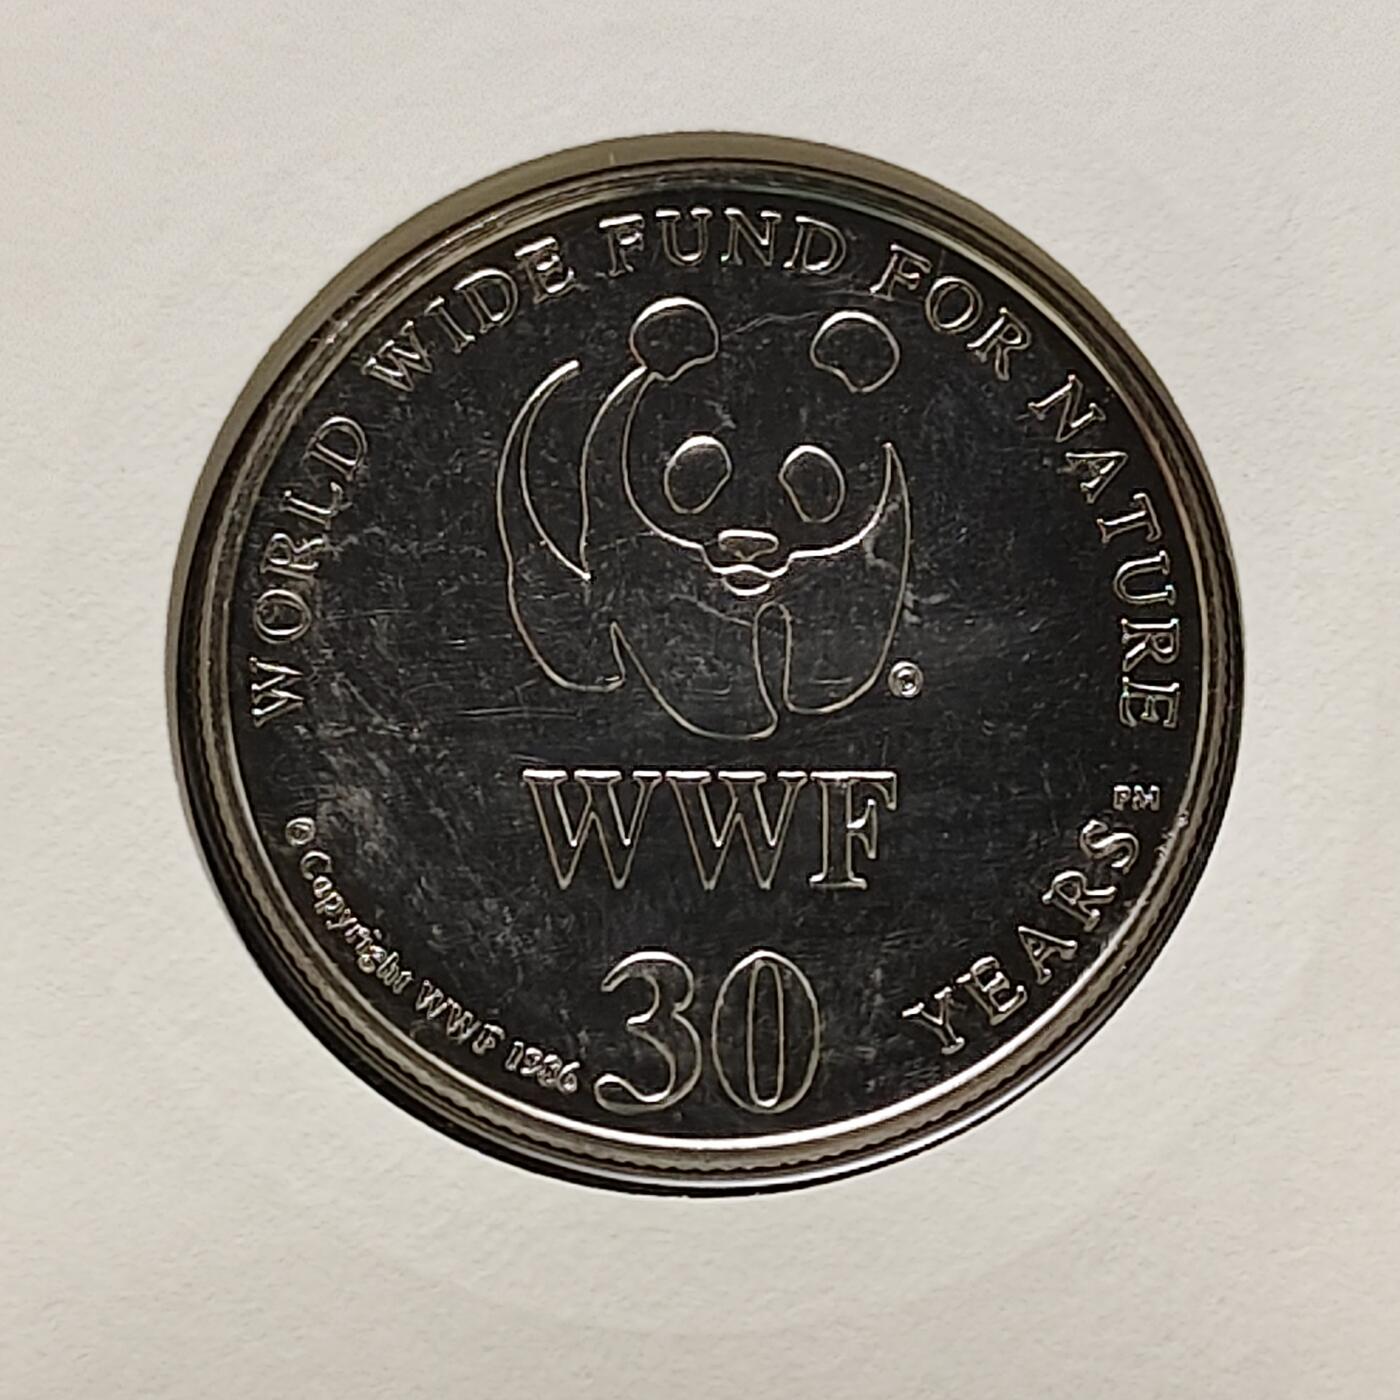 WORLD WIDE FUND FOR NATURE
©
WWF
30 YEARS
PM
© Copyright WWF 1986